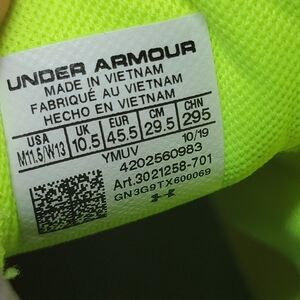 UNDER ARMOUR
MADE IN VIETNAM
FABRIQUÉ AU VIETNAM
HECHO EN VIETNAM
USA UK EUR CM CHN
M11.5/W13 10.5 45.5 29.5 295
YMUV 10/19
4202560983
Art.3021258-701
GN3G9TX600069